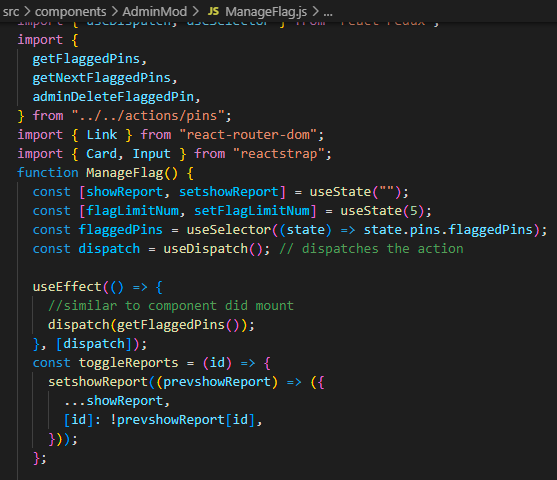 src > components > AdminMod > JS ManageFlag.js > ...
import { useDispatch, useSelector } from "react-redux";
import {
  getFlaggedPins,
  getNextFlaggedPins,
  adminDeleteFlaggedPin,
} from "../../actions/pins";
import { Link } from "react-router-dom";
import { Card, Input } from "reactstrap";
function ManageFlag() {
  const [showReport, setshowReport] = useState("");
  const [flagLimitNum, setFlagLimitNum] = useState(5);
  const flaggedPins = useSelector((state) => state.pins.flaggedPins);
  const dispatch = useDispatch(); // dispatches the action
  useEffect(() => {
    //similar to component did mount
    dispatch(getFlaggedPins());
  }, [dispatch]);
  const toggleReports = (id) => {
    setshowReport((prevshowReport) => ({
      ...showReport,
      [id]: !prevshowReport[id],
    }));
  };